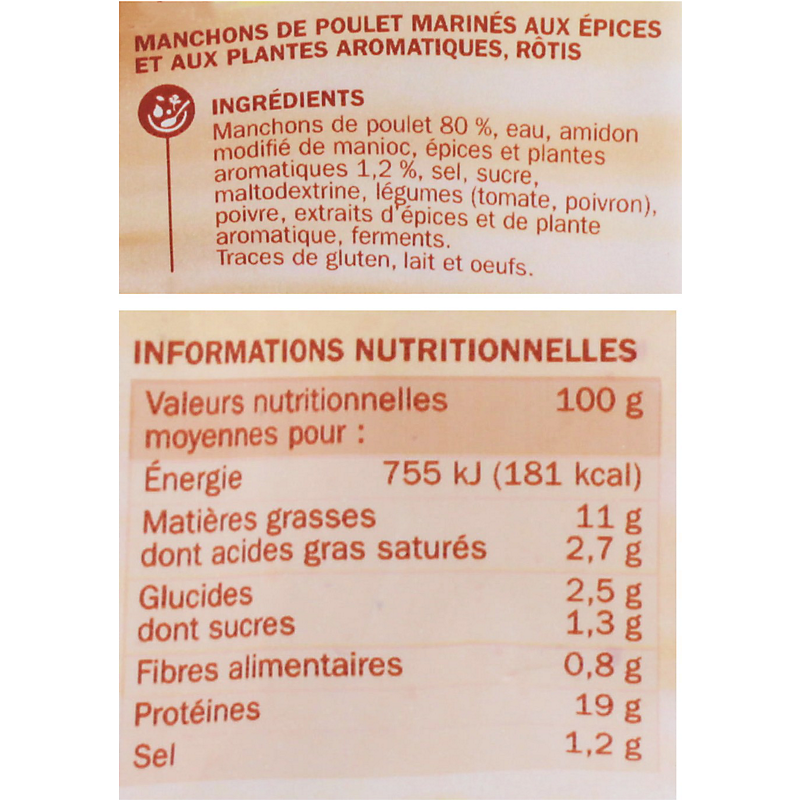 MANCHONS DE POULET MARINÉS AUX ÉPICES
ET AUX PLANTES AROMATIQUES, RÔTIS
INGRÉDIENTS
Manchons de poulet 80 %, eau, amidon
modifié de manioc, épices et plantes
aromatiques 1,2 %, sel, sucre,
maltodextrine, légumes (tomate, poivron),
poivre, extraits d'épices et de plante
aromatique, ferments.
Traces de gluten, lait et oeufs.
INFORMATIONS NUTRITIONNELLES
Valeurs nutritionnelles 100 g
moyennes pour :
Énergie 755 kJ (181 kcal)
Matières grasses 11 g
dont acides gras saturés 2,7 g
Glucides 2,5 g
dont sucres 1,3 g
Fibres alimentaires 0,8 g
Protéines 19 g
Sel 1,2 g